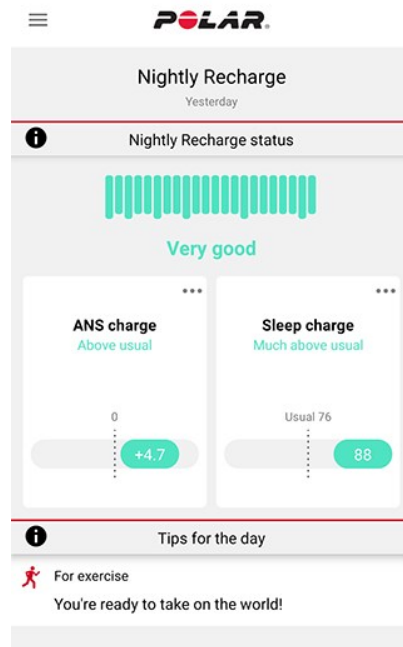 POLAR.
Nightly Recharge
Yesterday
Nightly Recharge status
Very good
ANS charge
Above usual
0
+4.7
Sleep charge
Much above usual
Usual 76
88
Tips for the day
For exercise
You're ready to take on the world!